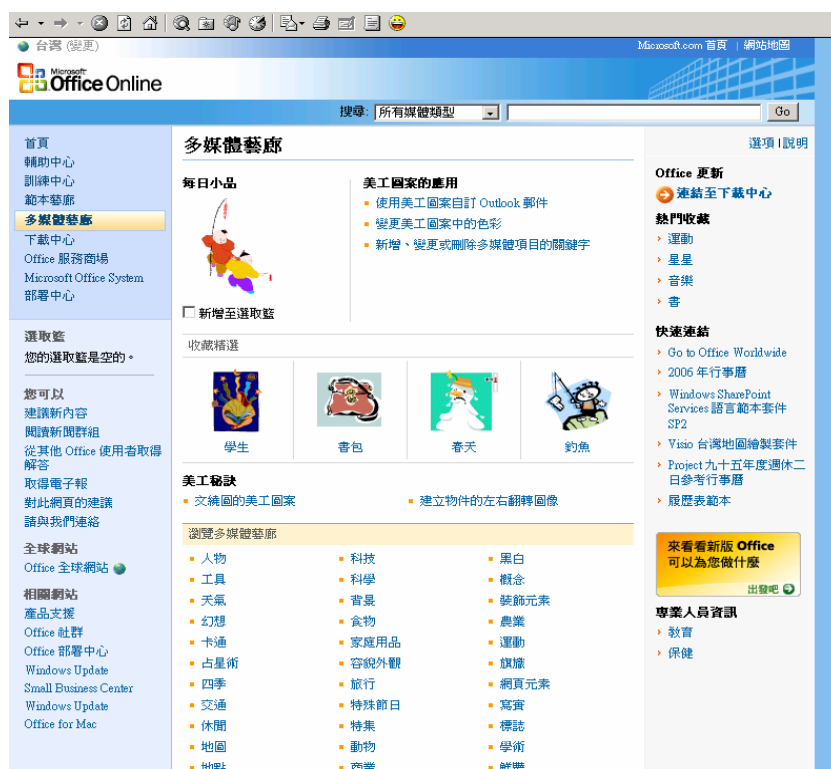 台灣 (變更)
Microsoft.com 首頁 | 網站地圖
Microsoft
Office Online
搜尋: 所有媒體類型 Go
首頁
輔助中心
訓練中心
範本藝廊
多媒體藝廊
下載中心
Office 服務商場
Microsoft Office System
部署中心
選取籃
您的選取籃是空的。
您可以
建議新內容
閱讀新聞群組
從其他 Office 使用者取得
解答
取得電子報
對此網頁的建議
請與我們連絡
全球網站
Office 全球網站
相關網站
產品支援
Office 社群
Office 部署中心
Windows Update
Small Business Center
Windows Update
Office for Mac
多媒體藝廊
每日小品
新增至選取籃
美工圖案的應用
使用美工圖案自訂 Outlook 郵件
變更美工圖案中的色彩
新增、變更或刪除多媒體項目的關鍵字
收藏精選
學生 書包 春天 釣魚
美工秘訣
交繞圖的美工圖案 建立物件的左右翻轉圖像
瀏覽多媒體藝廊
人物 科技 黑白
工具 科學 概念
天氣 背景 裝飾元素
幻想 食物 農業
卡通 家庭用品 運動
占星術 容貌外觀 旗幟
四季 旅行 網頁元素
交通 特殊節日 寫實
休閒 特集 標誌
地圖 動物 學術
地點 商業
選項 | 說明
Office 更新
連結至下載中心
熱門收藏
運動
星星
音樂
書
快速連結
Go to Office Worldwide
2006 年行事曆
Windows SharePoint
Services 語言範本套件
SP2
Visio 台灣地圖繪製套件
Project 九十五年度週休二
日參考行事曆
履歷表範本
來看看新版 Office
可以為您做什麼
出發吧
專業人員資訊
教育
保健